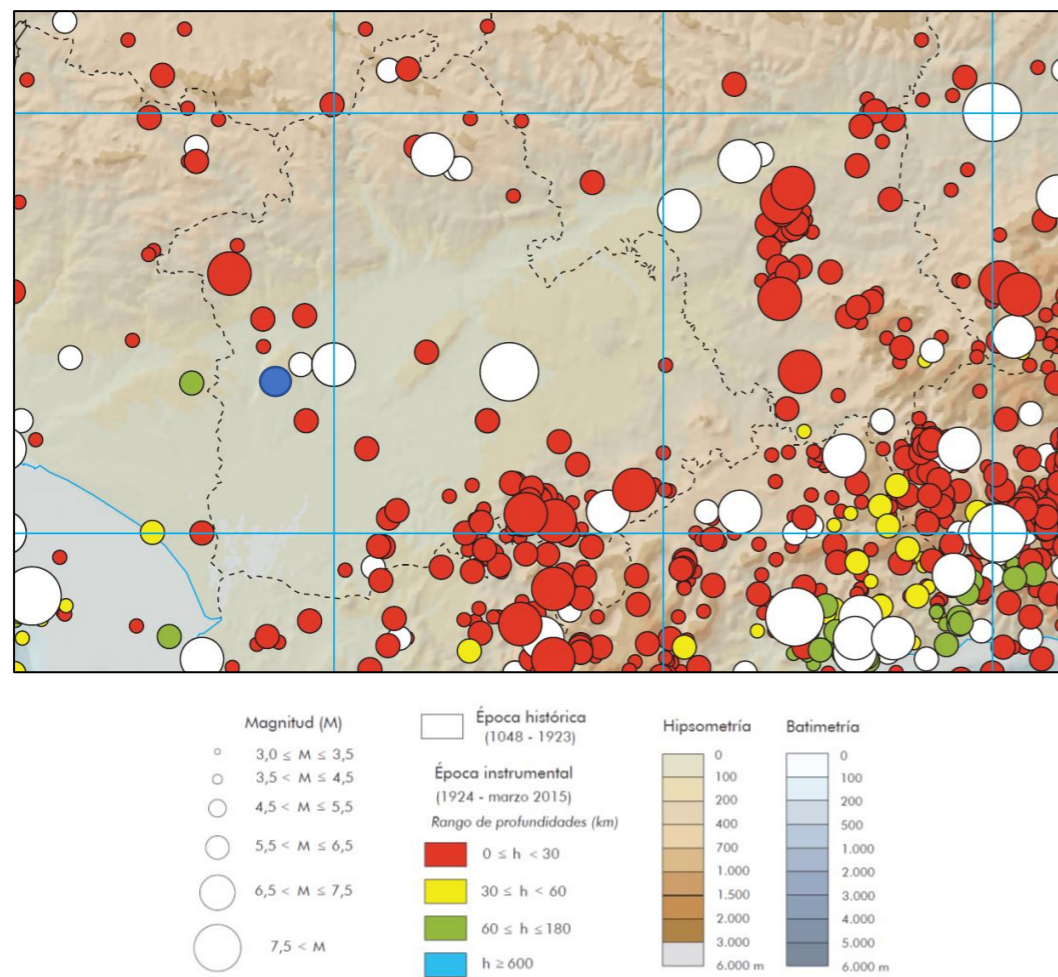 Magnitud (M)
3,0 ≤ M ≤ 3,5
3,5 < M ≤ 4,5
4,5 < M ≤ 5,5
5,5 < M ≤ 6,5
6,5 < M ≤ 7,5
7,5 < M
Época histórica
(1048 - 1923)
Época instrumental
(1924 - marzo 2015)
Rango de profundidades (km)
0 ≤ h < 30
30 ≤ h < 60
60 ≤ h ≤ 180
h ≥ 600
Hipsometría
0
100
200
400
700
1.000
1.500
2.000
3.000
6.000 m
Batimetría
0
100
200
500
1.000
2.000
3.000
4.000
5.000
6.000 m